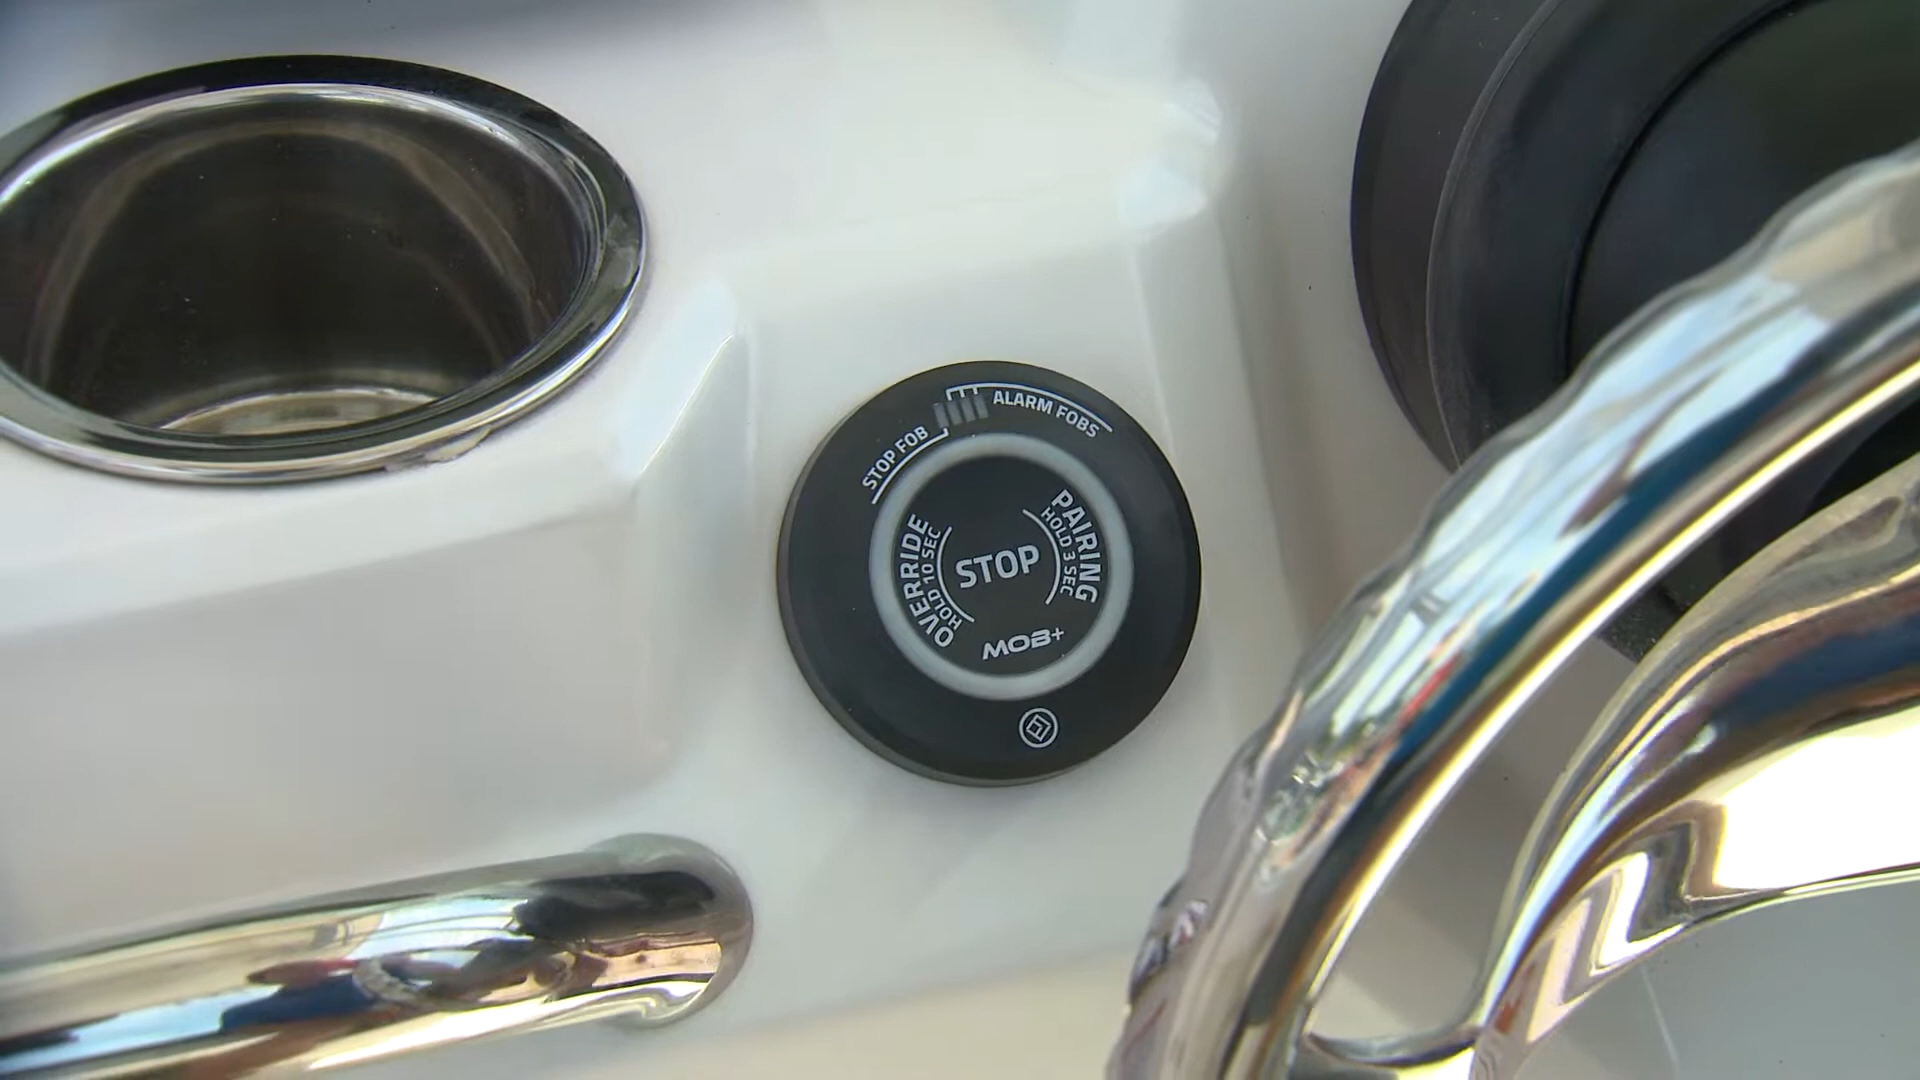 STOP FOB
ALARM FOBS
OVERRIDE
HOLD 10 SEC
STOP
PAIRING
HOLD 3 SEC
MOB+